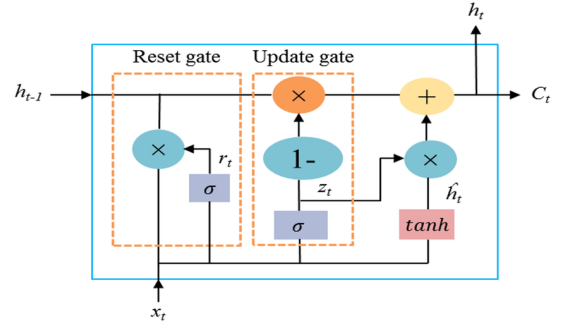 h_t
Reset gate
Update gate
h_{t-1}
×
+
C_t
×
r_t
1-
×
σ
z_t
ĥ_t
σ
tanh
x_t